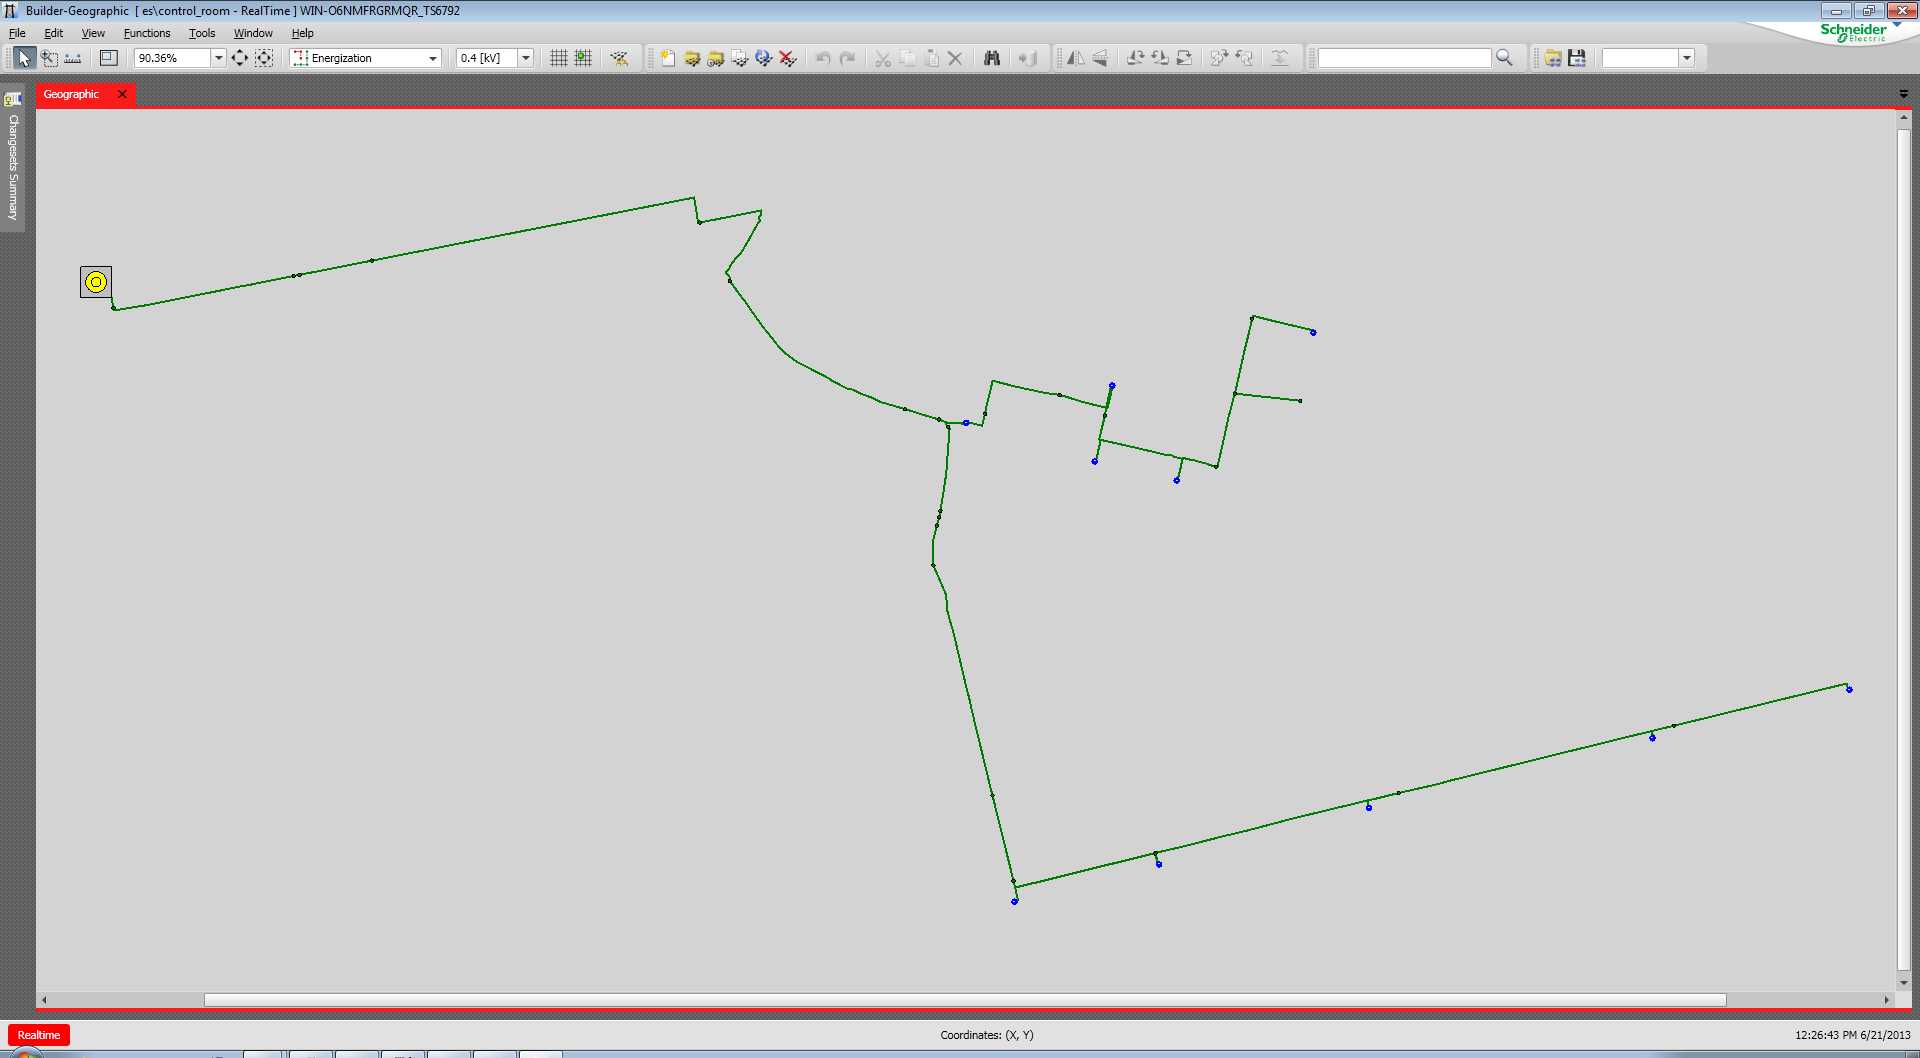 Builder-Geographic [ es\control_room - RealTime ] WIN-O6NMFRGRMQR_TS6792
File Edit View Functions Tools Window Help
Schneider
Electric
90.36% Energization 0.4 [kV]
Geographic
Changesets Summary
Realtime Coordinates: (X, Y) 12:26:43 PM 6/21/2013